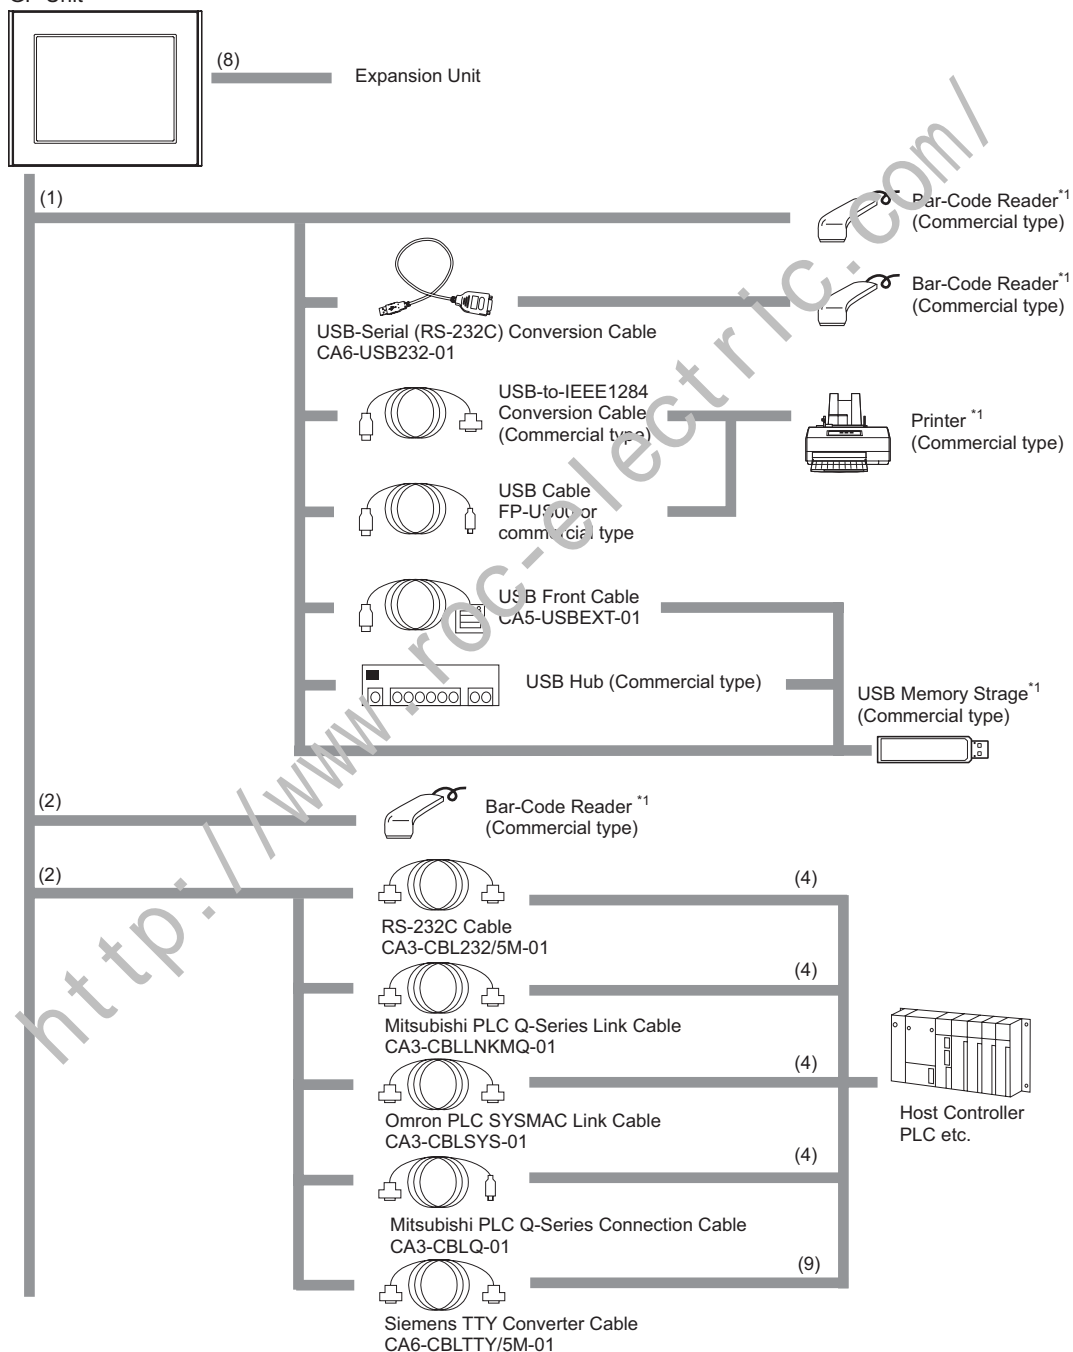 (8)
Expansion Unit
(1)
Bar-Code Reader*1
(Commercial type)
Bar-Code Reader*1
(Commercial type)
USB-Serial (RS-232C) Conversion Cable
CA6-USB232-01
USB-to-IEEE1284
Conversion Cable
(Commercial type)
Printer *1
(Commercial type)
USB Cable
or
commercial type
USB Front Cable
CA5-USBEXT-01
USB Hub (Commercial type)
USB Memory Strage*1
(Commercial type)
(2)
Bar-Code Reader *1
(Commercial type)
(2)
(4)
RS-232C Cable
CA3-CBL232/5M-01
(4)
Mitsubishi PLC Q-Series Link Cable
CA3-CBLLNKMQ-01
(4)
Omron PLC SYSMAC Link Cable
CA3-CBLSYS-01
Host Controller
PLC etc.
(4)
Mitsubishi PLC Q-Series Connection Cable
CA3-CBLQ-01
(9)
Siemens TTY Converter Cable
CA6-CBLTTY/5M-01
http://www.roc-electric.com/